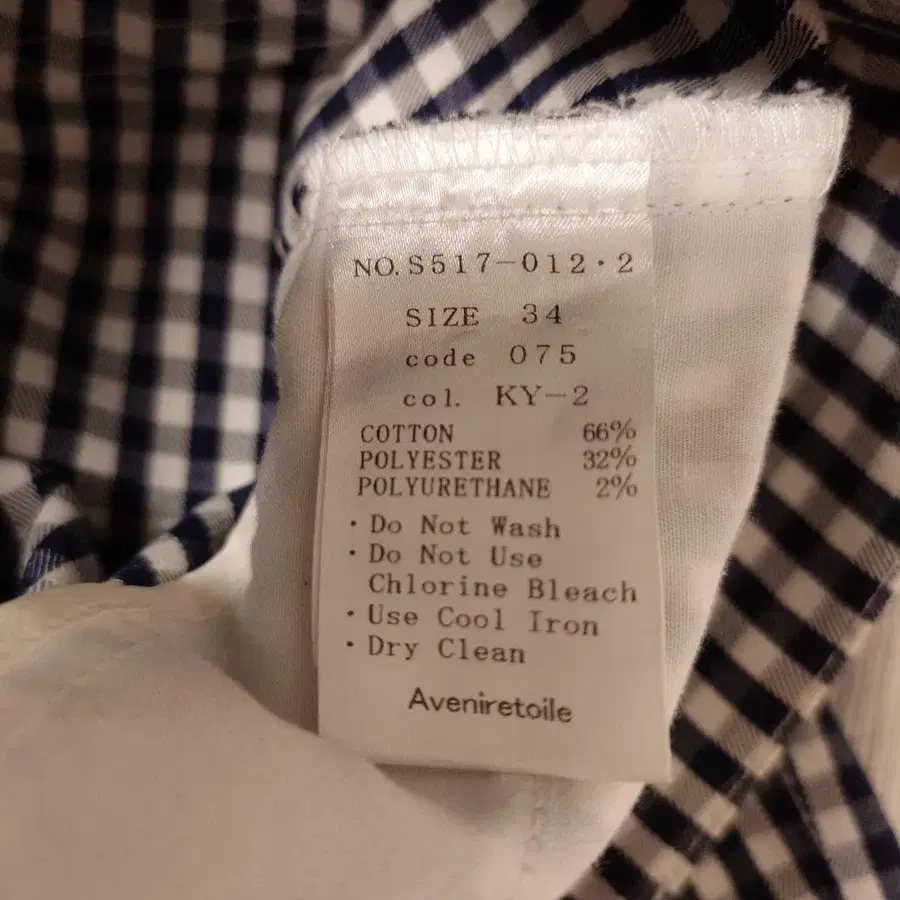 NO. S517-012・2
SIZE 34
code 075
col. KY-2
COTTON 66%
POLYESTER 32%
POLYURETHANE 2%
・Do Not Wash
・Do Not Use
Chlorine Bleach
・Use Cool Iron
・Dry Clean
Aveniretoile